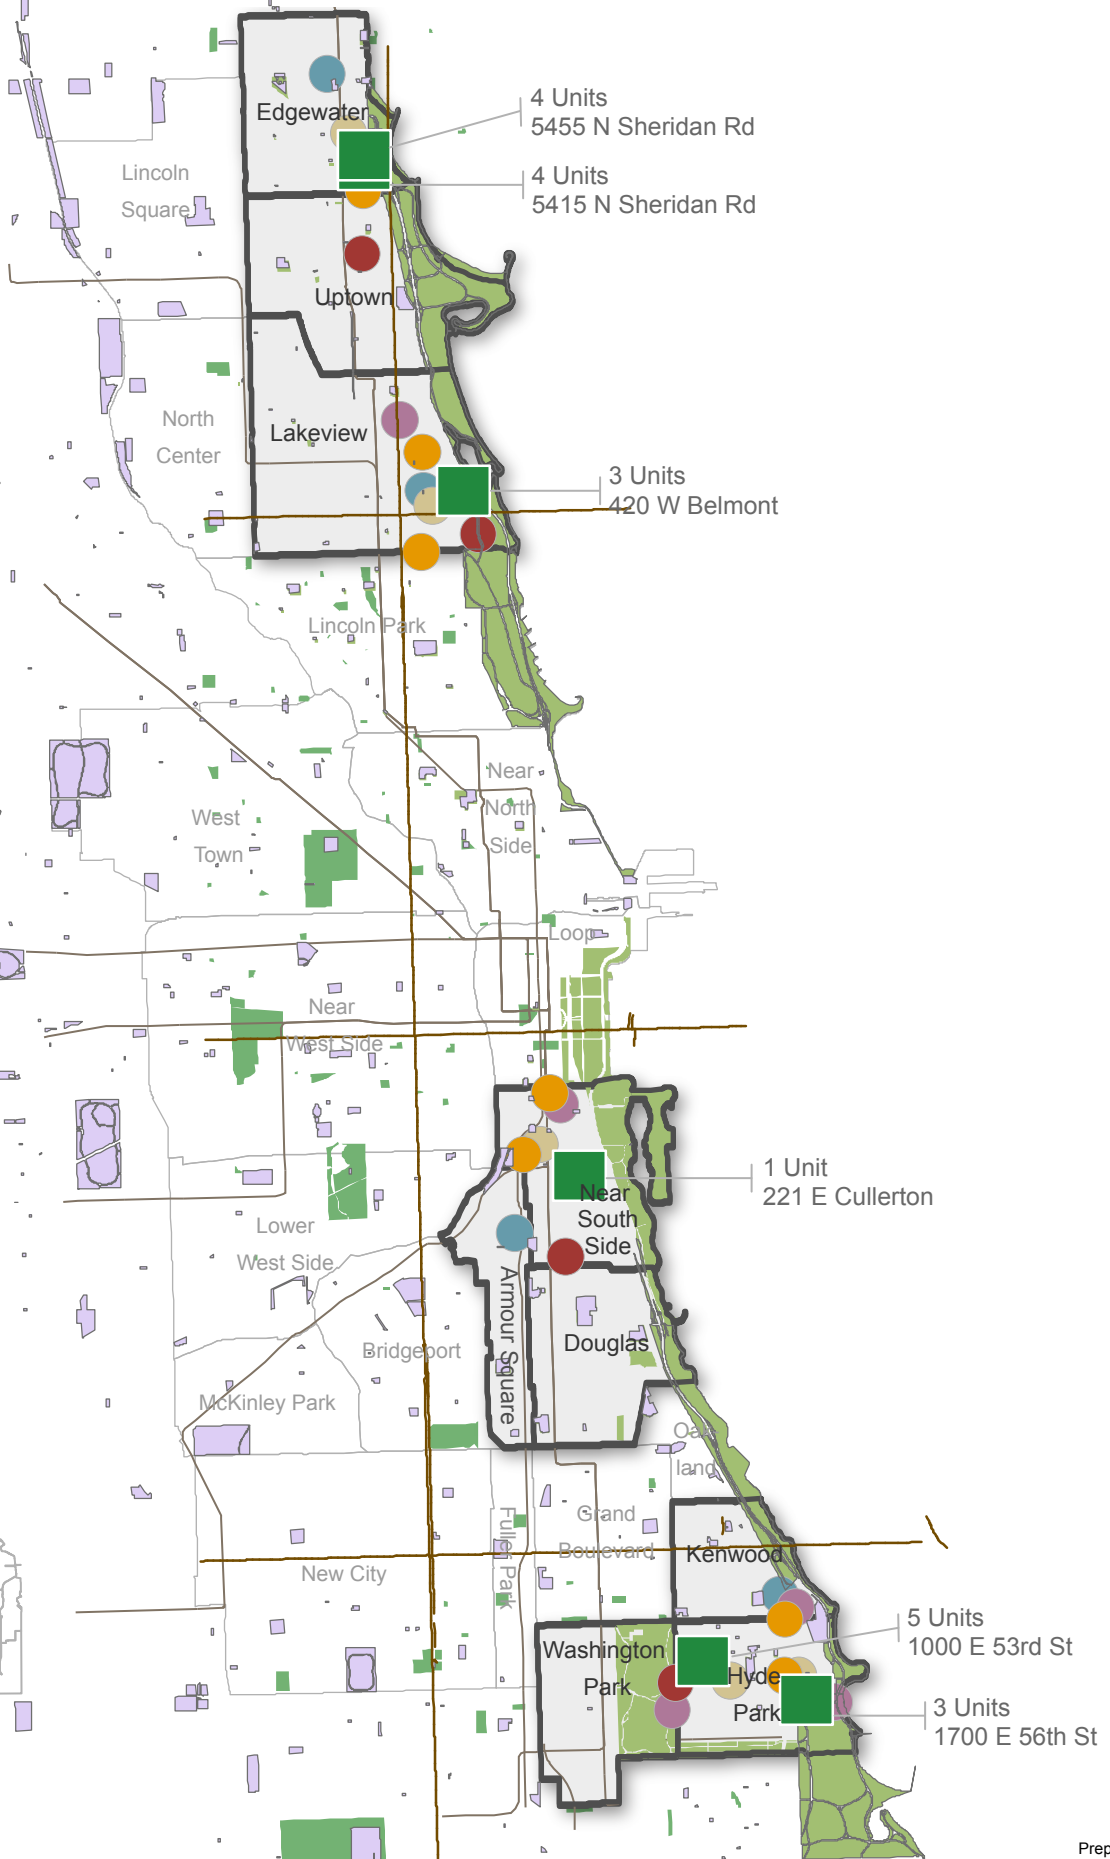 Edgewater
4 Units
5455 N Sheridan Rd
4 Units
5415 N Sheridan Rd
Lincoln
Square
Uptown
North
Center
Lakeview
3 Units
420 W Belmont
Lincoln Park
Near
North
Side
West
Town
Loop
Near
West Side
1 Unit
221 E Cullerton
Near
South
Side
Lower
West Side
Armour Square
Douglas
Bridgeport
McKinley Park
Oak
land
Grand
Boulevard
Fuller Park
Kenwood
New City
5 Units
1000 E 53rd St
Washington
Park
Hyde
Park
3 Units
1700 E 56th St
Prep